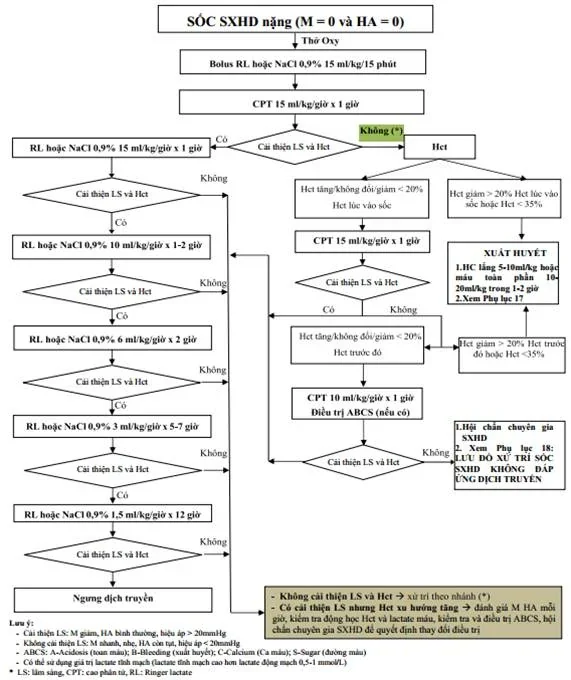 SỐC SXHD nặng (M = 0 và HA = 0)
Thở Oxy
Bolus RL hoặc NaCl 0,9% 15 ml/kg/15 phút
CPT 15 ml/kg/giờ x 1 giờ
Cải thiện LS và Hct
Có
Không (*)
RL hoặc NaCl 0,9% 15 ml/kg/giờ x 1 giờ
Hct
Cải thiện LS và Hct
Không
Có
Hct tăng/không đổi/giảm < 20%
Hct lúc vào sốc
Hct giảm > 20% Hct lúc vào
sốc hoặc Hct < 35%
CPT 15 ml/kg/giờ x 1 giờ
XUẤT HUYẾT
1.HC lắng 5-10ml/kg hoặc
máu toàn phần 10-
20ml/kg trong 1-2 giờ
2.Xem Phụ lục 17
RL hoặc NaCl 0,9% 10 ml/kg/giờ x 1-2 giờ
Cải thiện LS và Hct
Không
Có
Cải thiện LS và Hct
Có
Không
RL hoặc NaCl 0,9% 6 ml/kg/giờ x 2 giờ
Hct tăng/không đổi/giảm < 20%
Hct trước đó
Hct giảm > 20% Hct trước
đó hoặc Hct <35%
Cải thiện LS và Hct
Không
Có
CPT 10 ml/kg/giờ x 1 giờ
Điều trị ABCS (nếu có)
RL hoặc NaCl 0,9% 3 ml/kg/giờ x 5-7 giờ
Cải thiện LS và Hct
Không
1.Hội chẩn chuyên gia
SXHD
2. Xem Phụ lục 18:
LƯU ĐỒ XỬ TRÍ SỐC
SXHD KHÔNG ĐÁP
ỨNG DỊCH TRUYỀN
Cải thiện LS và Hct
Không
Có
RL hoặc NaCl 0,9% 1,5 ml/kg/giờ x 12 giờ
Cải thiện LS và Hct
Không
Ngưng dịch truyền
- Không cải thiện LS và Hct → xử trí theo nhánh (*)
- Có cải thiện LS nhưng Hct xu hướng tăng → đánh giá M HA mỗi
giờ, kiểm tra động học Hct và lactate máu, kiểm tra và điều trị ABCS, hội
chẩn chuyên gia SXHD để quyết định thay đổi điều trị
Lưu ý:
- Cải thiện LS: M giảm, HA bình thường, hiệu áp > 20mmHg
- Không cải thiện LS: M nhanh, nhẹ, HA còn tụt, hiệu áp < 20mmHg
- ABCS: A-Acidosis (toan máu); B-Bleeding (xuất huyết); C-Calcium (Ca máu); S-Sugar (đường máu)
- Có thể sử dụng giá trị lactate tĩnh mạch (lactate tĩnh mạch cao hơn lactate động mạch 0,5-1 mmol/L)
* LS: lâm sàng, CPT: cao phân tử, RL: Ringer lactate